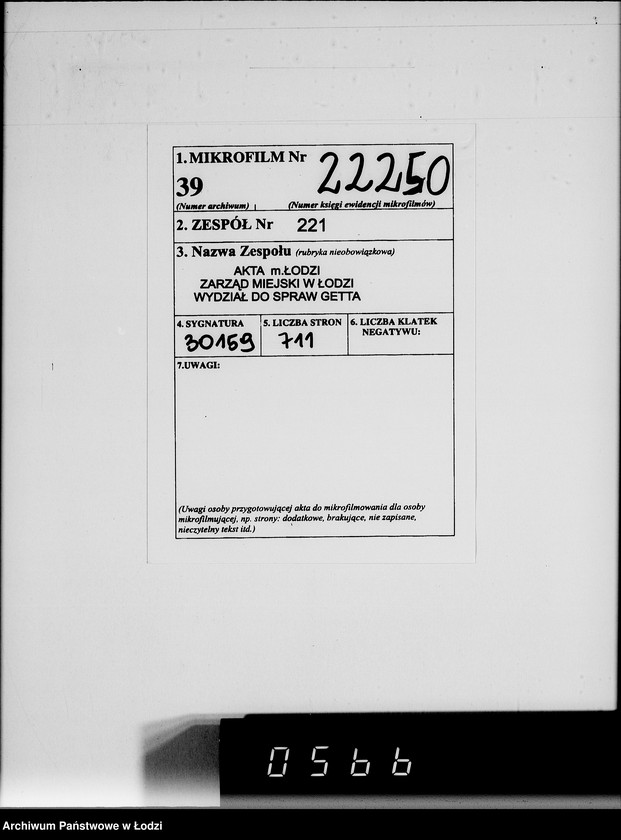 1. MIKROFILM Nr 22250
39
(Numer archiwum) (Numer księgi ewidencji mikrofilmów)
2. ZESPÓŁ Nr 221
3. Nazwa Zespołu (rubryka nieobowiązkowa)
AKTA m.ŁODZI
ZARZĄD MIEJSKI W ŁODZI
WYDZIAŁ DO SPRAW GETTA
4. SYGNATURA
30169
5. LICZBA STRON
711
6. LICZBA KLATEK
NEGATYWU:
7.UWAGI:
(Uwagi osoby przygotowującej akta do mikrofilmowania dla osoby
mikrofilmującej, np. strony: dodatkowe, brakujące, nie zapisane,
nieczytelny tekst itd.)
0566
Archiwum Państwowe w Łodzi